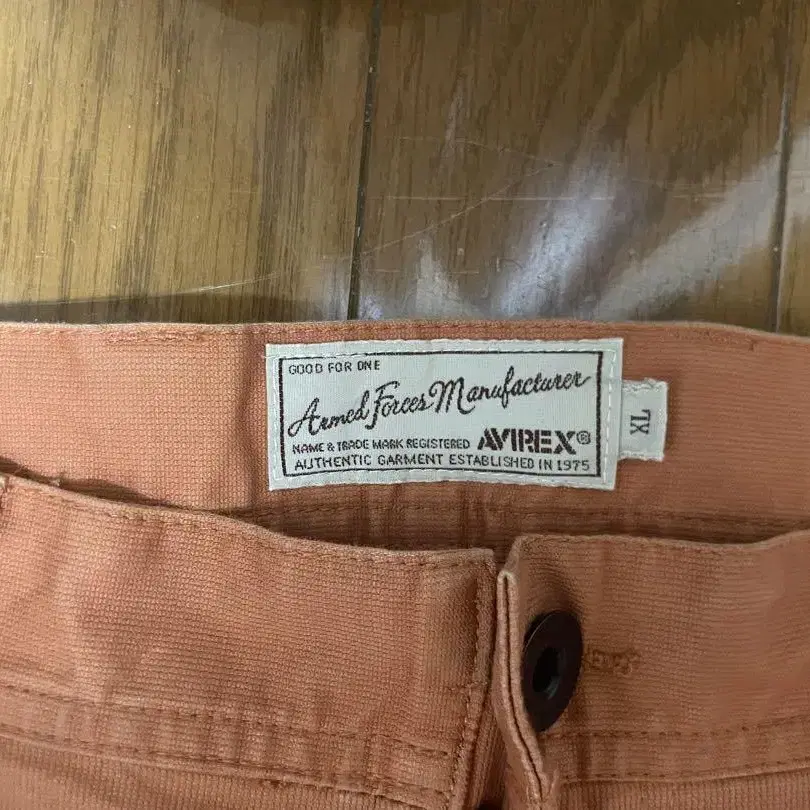 GOOD FOR ONE
Armed Forces Manufacturer
NAME & TRADE MARK REGISTERED AVIREX®
AUTHENTIC GARMENT ESTABLISHED IN 1975
XL